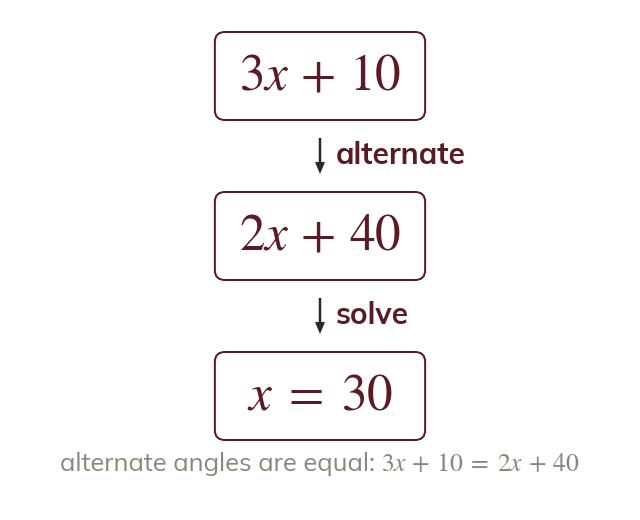 3x + 10
alternate
2x + 40
solve
x = 30
alternate angles are equal: 3x + 10 = 2x + 40